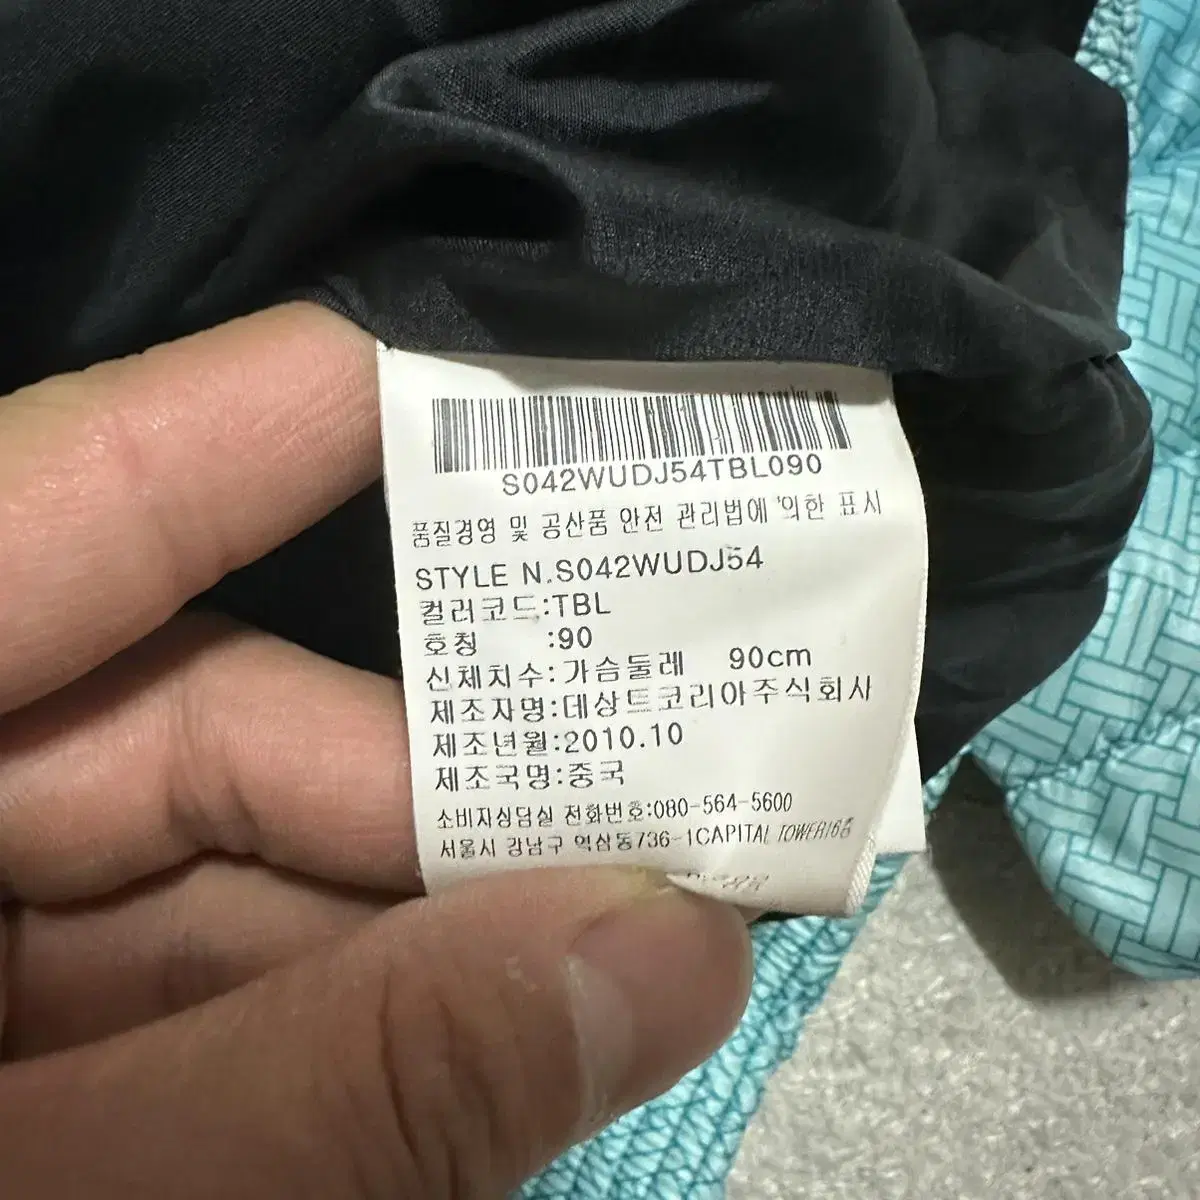 S042WUDJ54TBL090
품질경영 및 공산품 안전 관리법에 의한 표시
STYLE N.S042WUDJ54
컬러코드:TBL
호칭 :90
신체치수:가슴둘레 90cm
제조자명:데상트코리아주식회사
제조년월:2010.10
제조국명:중국
소비자상담실 전화번호:080-564-5600
서울시 강남구 역삼동736-1CAPITAL TOWER16층